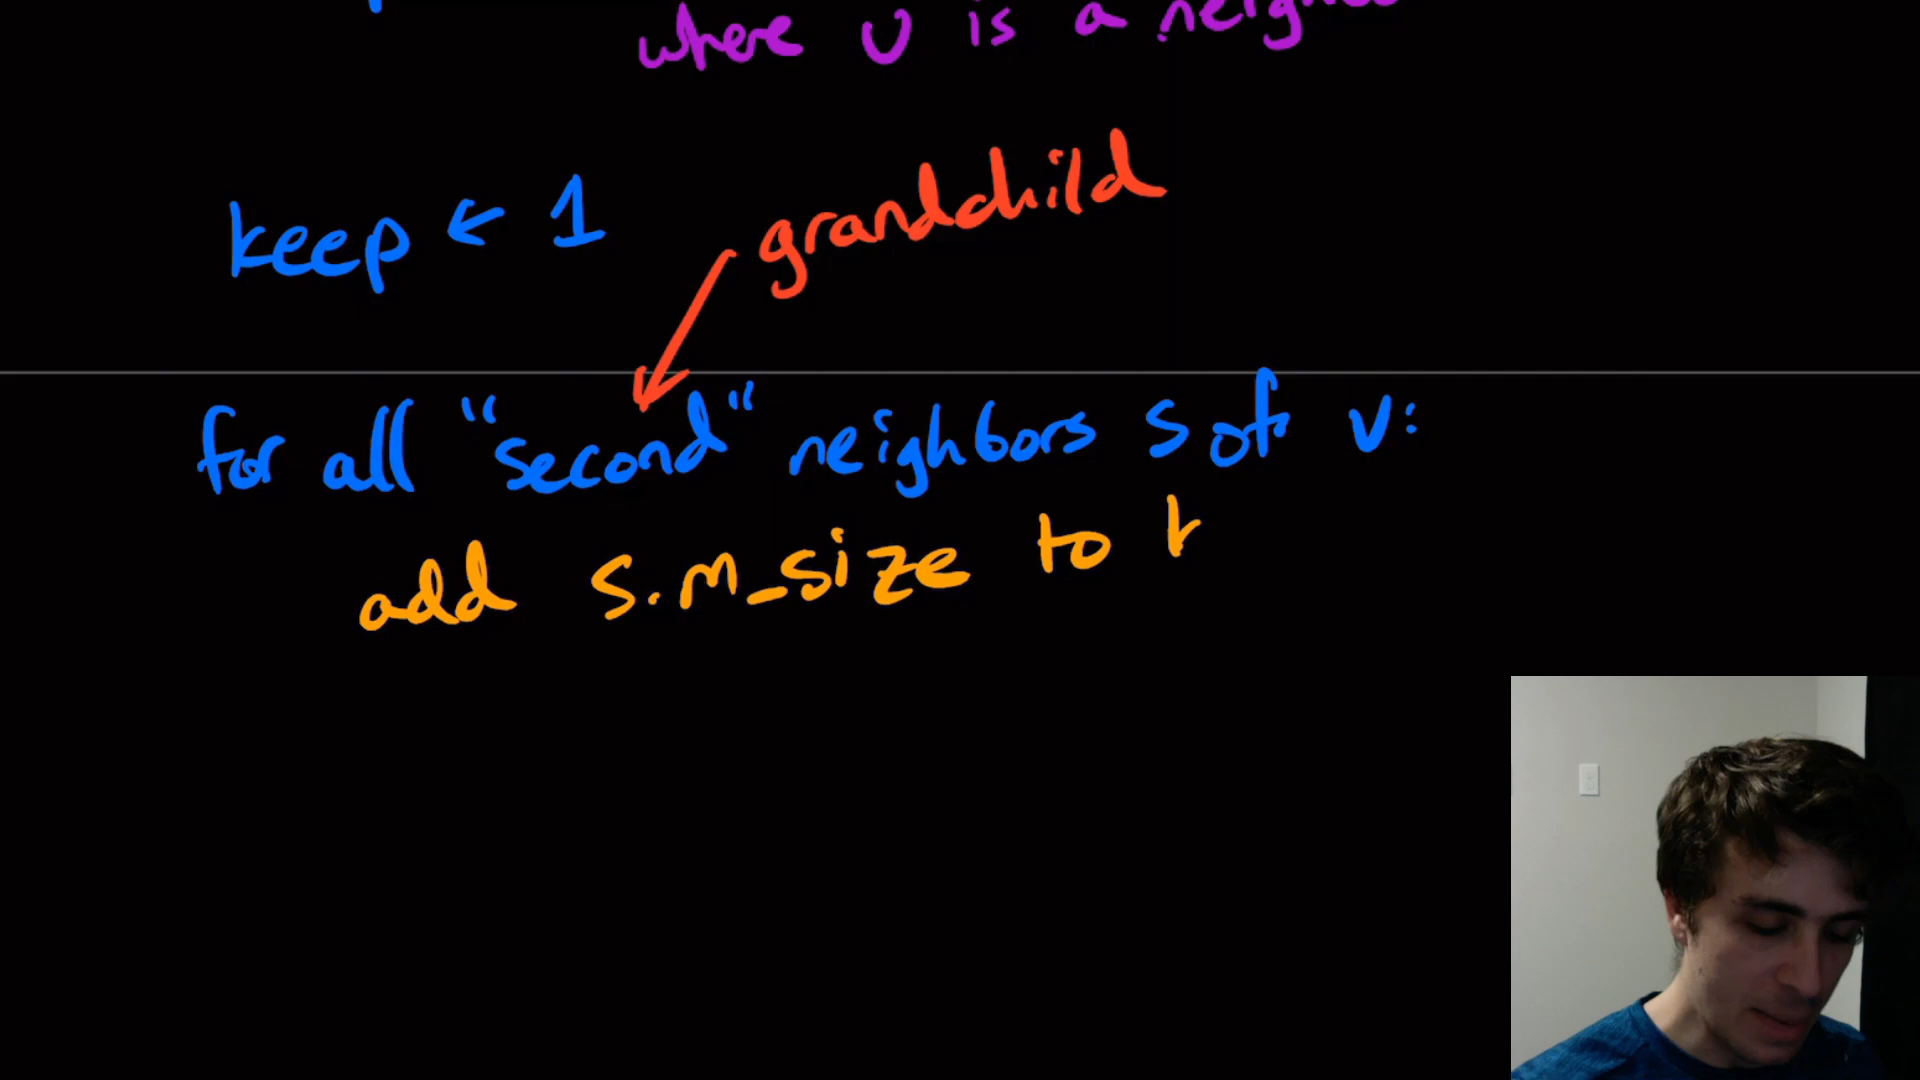 where v is a
keep ← 1
grandchild
for all "second" neighbors s of v:
add s.m_size to